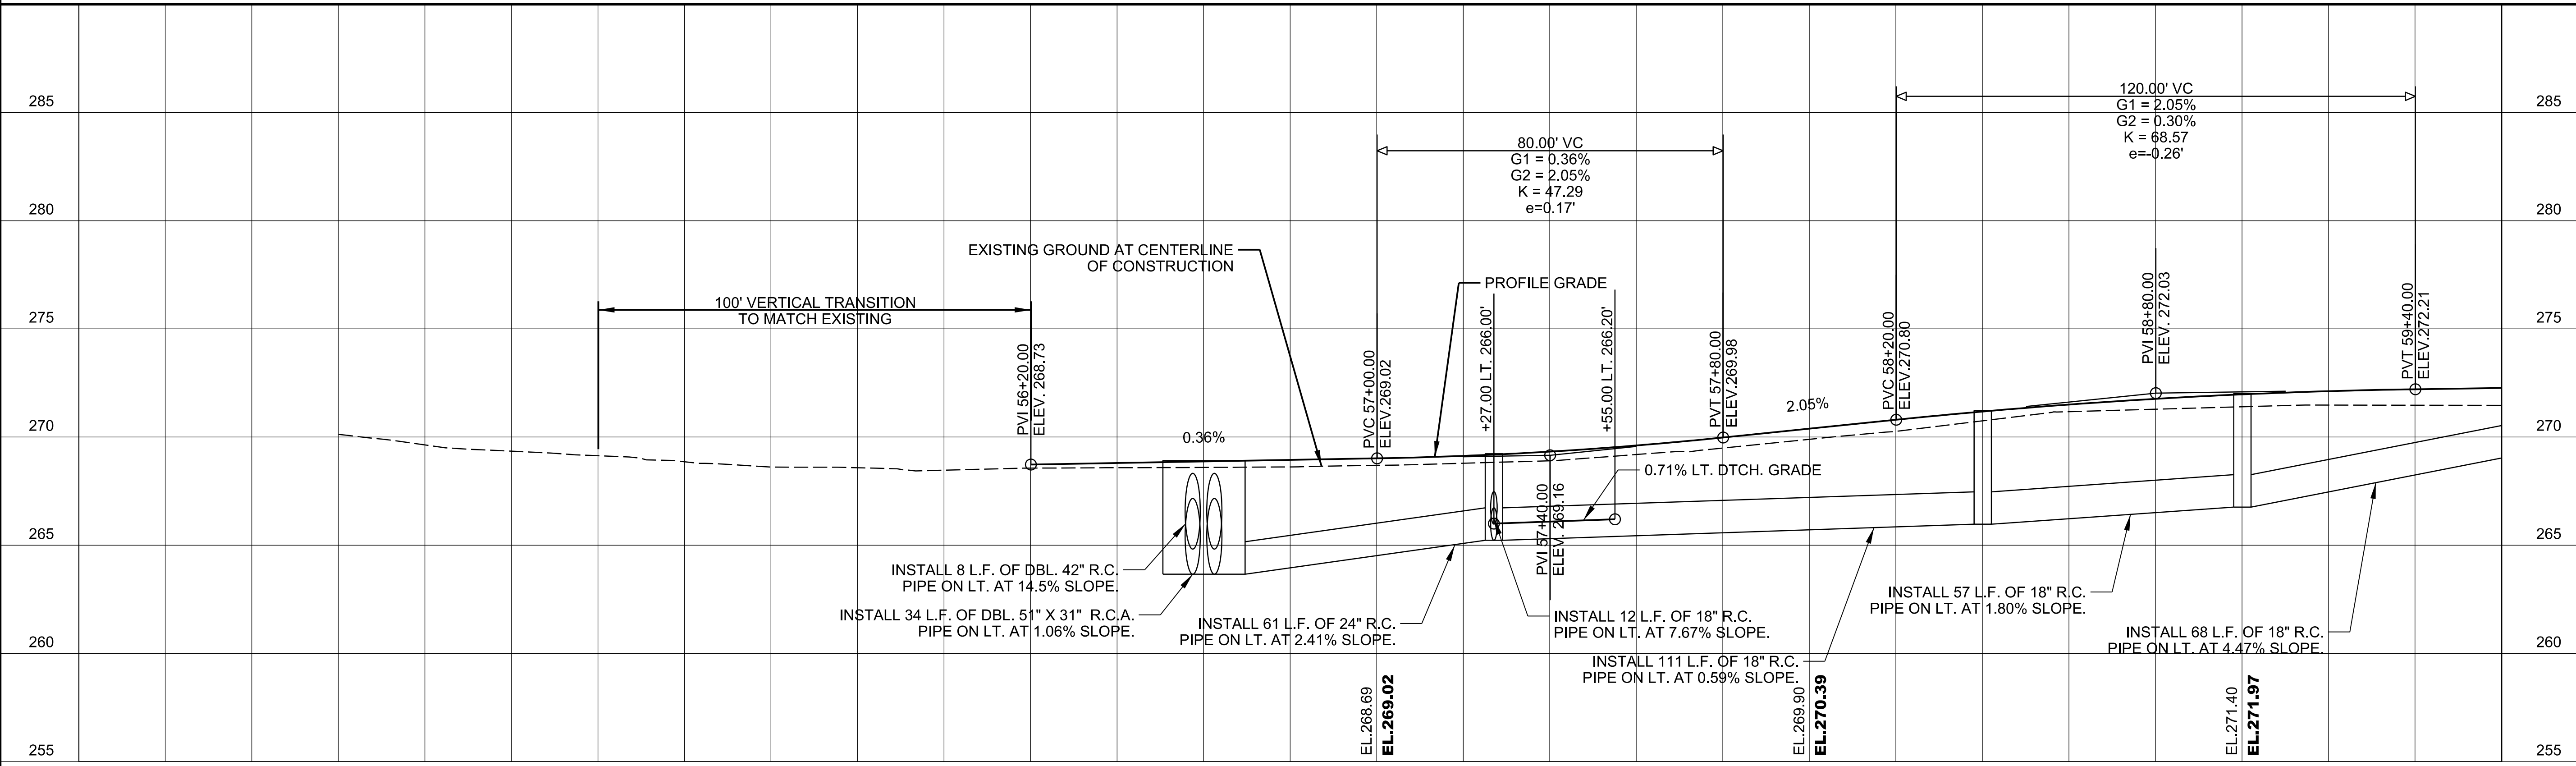 285
280
275
270
265
260
255
100' VERTICAL TRANSITION
TO MATCH EXISTING
EXISTING GROUND AT CENTERLINE
OF CONSTRUCTION
PROFILE GRADE
80.00' VC
G1 = 0.36%
G2 = 2.05%
K = 47.29
e=0.17'
120.00' VC
G1 = 2.05%
G2 = 0.30%
K = 68.57
e=-0.26'
PVI 56+20.00
ELEV. 268.73
0.36%
PVC 57+00.00
ELEV.269.02
+27.00 LT. 266.00'
PVI 57+40.00
ELEV. 269.16
+55.00 LT. 266.20'
0.71% LT. DTCH. GRADE
PVT 57+80.00
ELEV.269.98
2.05%
PVC 58+20.00
ELEV.270.80
PVI 58+80.00
ELEV. 272.03
PVT 59+40.00
ELEV.272.21
INSTALL 8 L.F. OF DBL. 42" R.C.
PIPE ON LT. AT 14.5% SLOPE.
INSTALL 34 L.F. OF DBL. 51" X 31" R.C.A.
PIPE ON LT. AT 1.06% SLOPE.
INSTALL 61 L.F. OF 24" R.C.
PIPE ON LT. AT 2.41% SLOPE.
INSTALL 12 L.F. OF 18" R.C.
PIPE ON LT. AT 7.67% SLOPE.
INSTALL 111 L.F. OF 18" R.C.
PIPE ON LT. AT 0.59% SLOPE.
INSTALL 57 L.F. OF 18" R.C.
PIPE ON LT. AT 1.80% SLOPE.
INSTALL 68 L.F. OF 18" R.C.
PIPE ON LT. AT 4.47% SLOPE.
EL.268.69
EL.269.02
EL.269.90
EL.270.39
EL.271.40
EL.271.97
285
280
275
270
265
260
255